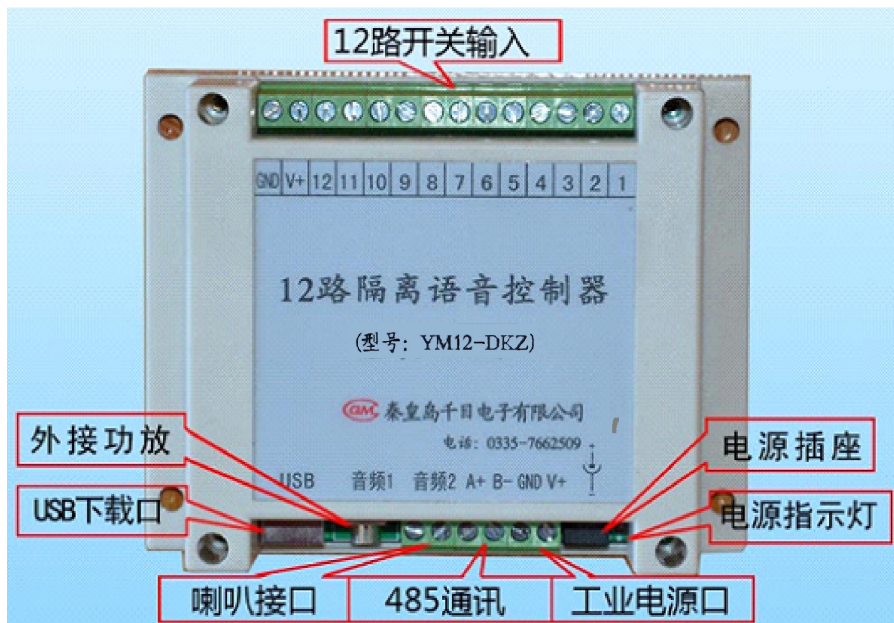 12路开关输入
GND V+ 12 11 10 9 8 7 6 5 4 3 2 1
12路隔离语音控制器
(型号: YM12-DKZ)
QM 秦皇岛千目电子有限公司
电话: 0335-7662509
外接功放
电源插座
USB 音频1 音频2 A+ B- GND V+
USB下载口
电源指示灯
喇叭接口
485通讯
工业电源口